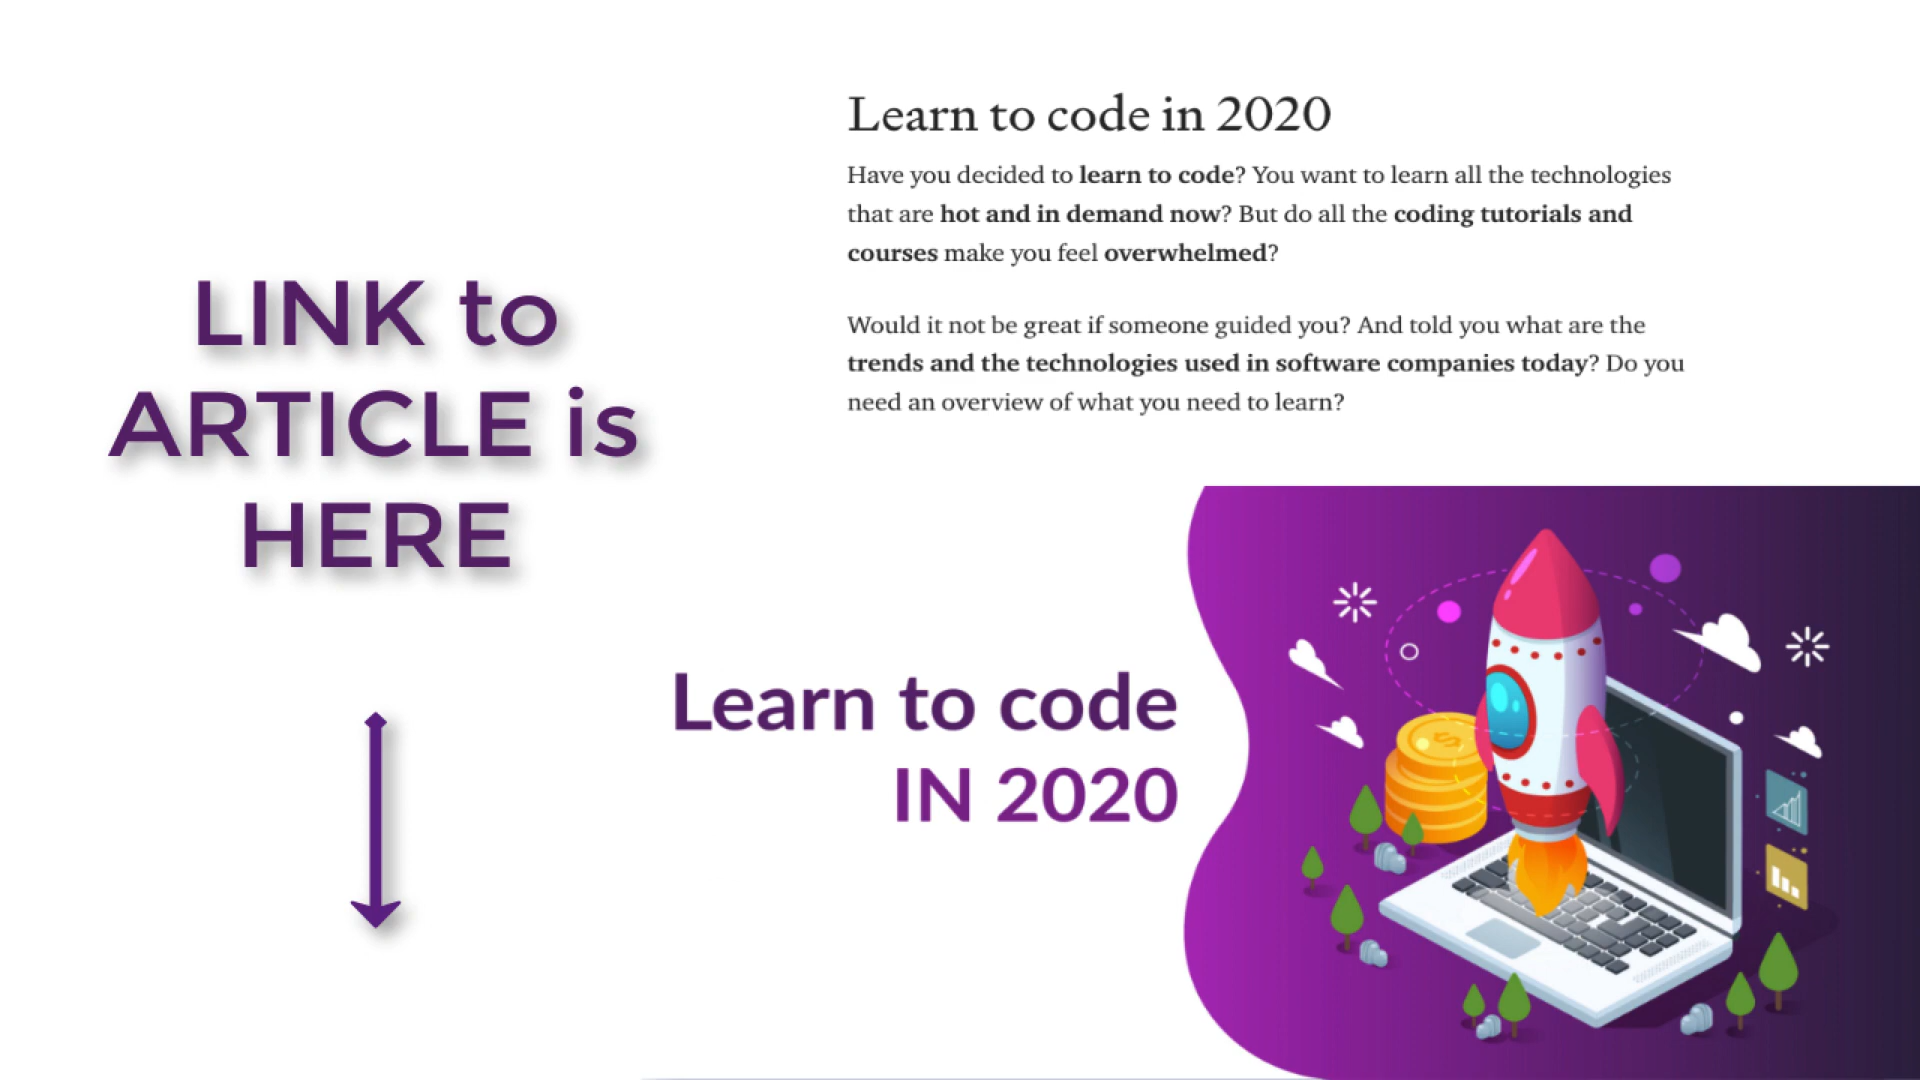 LINK to
ARTICLE is
HERE
Learn to code in 2020
Have you decided to learn to code? You want to learn all the technologies
that are hot and in demand now? But do all the coding tutorials and
courses make you feel overwhelmed?
Would it not be great if someone guided you? And told you what are the
trends and the technologies used in software companies today? Do you
need an overview of what you need to learn?
Learn to code
IN 2020